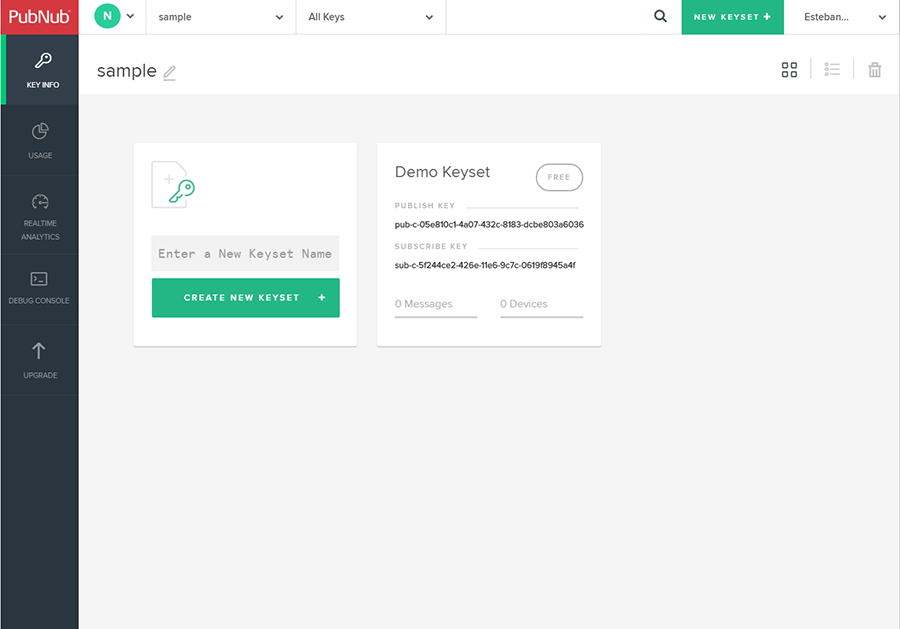 PubNub
N
sample
All Keys
NEW KEYSET +
Esteban...
KEY INFO
USAGE
REALTIME
ANALYTICS
DEBUG CONSOLE
UPGRADE
sample
Enter a New Keyset Name
CREATE NEW KEYSET +
Demo Keyset
FREE
PUBLISH KEY
pub-c-05e810c1-4a07-432c-8183-dcbe803a6036
SUBSCRIBE KEY
sub-c-5f244ce2-426e-11e6-9c7c-0619f8945a4f
0 Messages
0 Devices